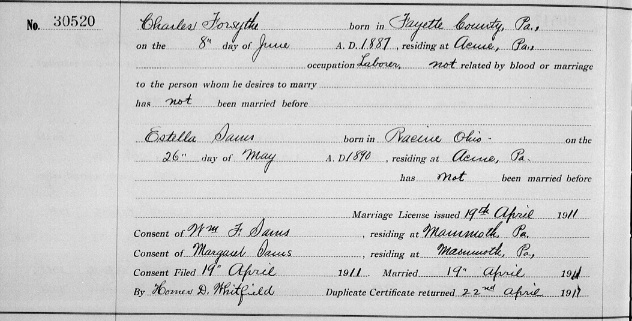 No. 30520
Charles Forsythe born in Fayette County, Pa.,
on the 8" day of June A. D. 1887, residing at Acme, Pa.,
occupation Laborer, not related by blood or marriage
to the person whom he desires to marry
has not been married before
Estella Sams born in Racine Ohio - on the
26" day of May A. D. 1890, residing at Acme, Pa.
has not been married before
Marriage License issued 19th April 1911
Consent of Wm F. Sams, residing at Mammoth, Pa.
Consent of Margaret Sams, residing at Mammoth, Pa.,
Consent Filed 19" April 1911 Married 19" April 1911
By Homer D. Whitfield Duplicate Certificate returned 22nd April 1911